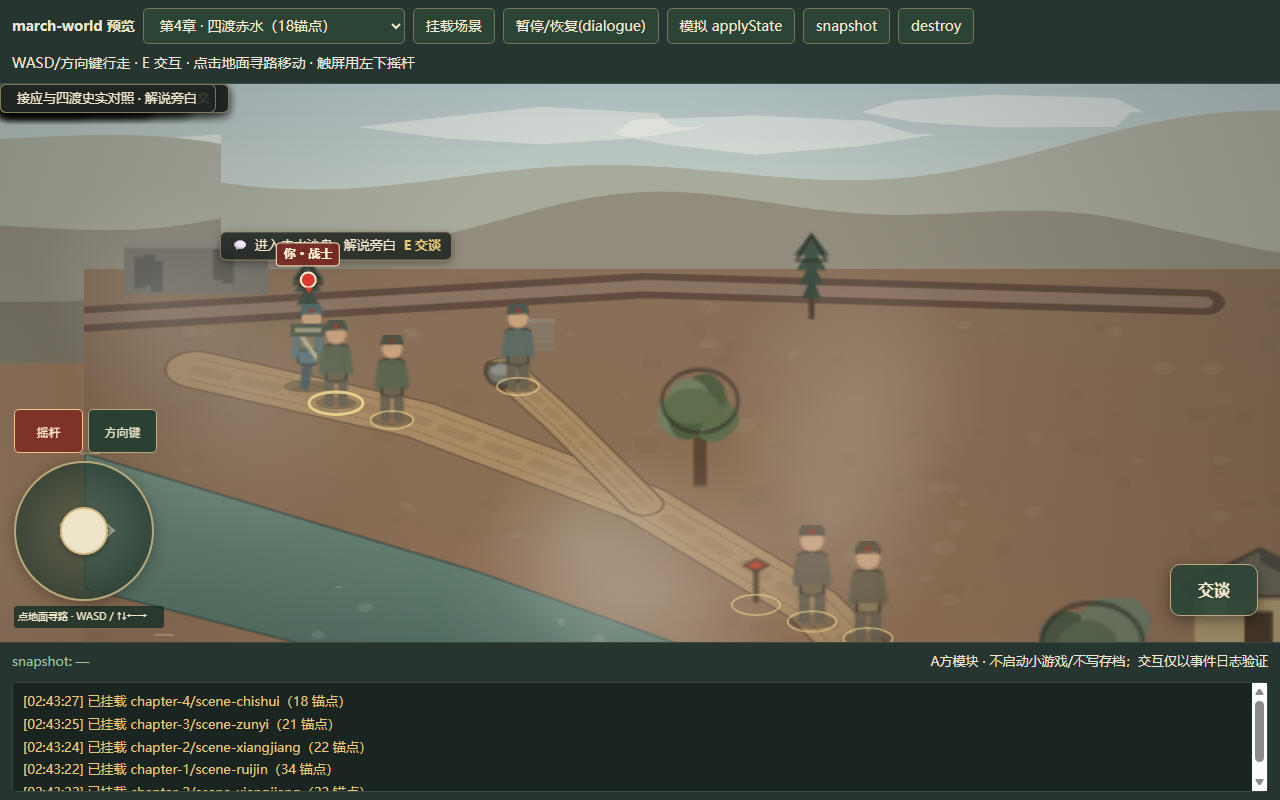 march-world 预览 第4章 · 四渡赤水（18锚点） 挂载场景 暂停/恢复(dialogue) 模拟 applyState snapshot destroy
WASD/方向键行走 · E 交互 · 点击地面寻路移动 · 触屏用左下摇杆
接应与四渡史实对照 · 解说旁白
进入 解说旁白 E 交谈
你 · 战士
摇杆 方向键
点地面寻路 · WASD / ↑↓←→
交谈
snapshot: —
A方模块 · 不启动小游戏/不写存档；交互仅以事件日志验证
[02:43:27] 已挂载 chapter-4/scene-chishui（18 锚点）
[02:43:25] 已挂载 chapter-3/scene-zunyi（21 锚点）
[02:43:24] 已挂载 chapter-2/scene-xiangjiang（22 锚点）
[02:43:22] 已挂载 chapter-1/scene-ruijin（34 锚点）